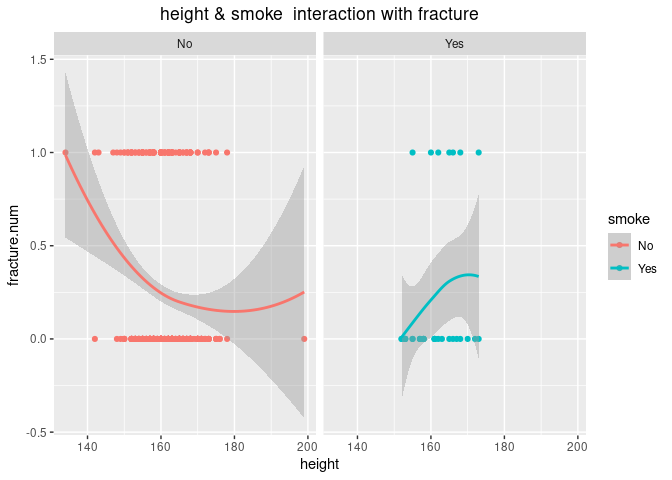 height & smoke  interaction with fracture
No
Yes
1.5
1.0
0.5
0.0
-0.5
fracture.num
140
160
180
200
140
160
180
200
height
smoke
No
Yes